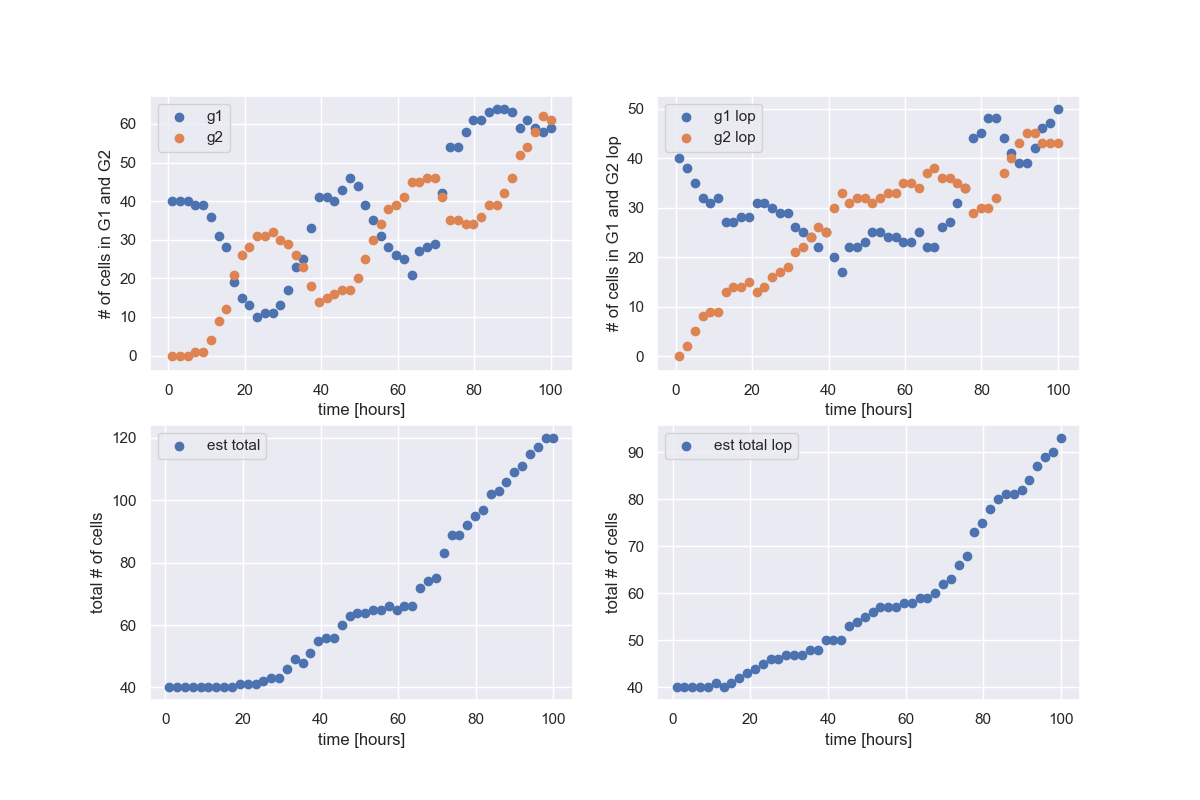 g1
g2
# of cells in G1 and G2
60
50
40
30
20
10
0
0 20 40 60 80 100
time [hours]
g1 lop
g2 lop
# of cells in G1 and G2 lop
50
40
30
20
10
0
0 20 40 60 80 100
time [hours]
est total
total # of cells
120
100
80
60
40
0 20 40 60 80 100
time [hours]
est total lop
total # of cells
90
80
70
60
50
40
0 20 40 60 80 100
time [hours]